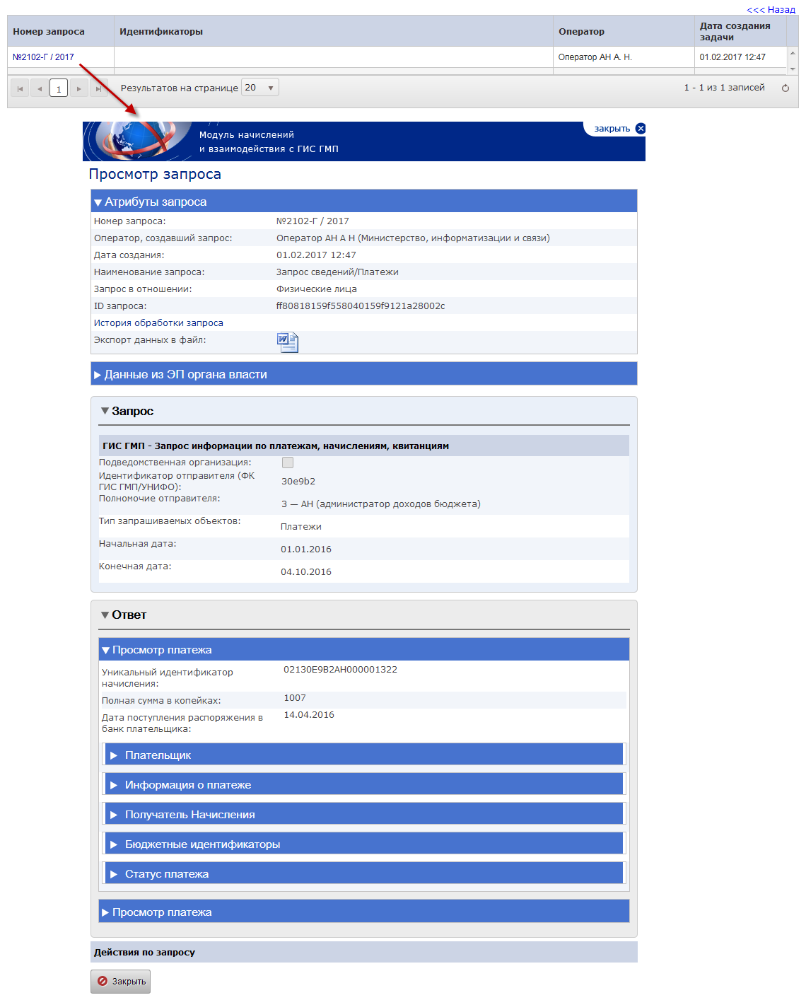 <<< Назад
Номер запроса Идентификаторы Оператор Дата создания задачи
№2102-Г / 2017 Оператор АН А. Н. 01.02.2017 12:47
1 Результатов на странице 20 1 - 1 из 1 записей
закрыть
Модуль начислений
и взаимодействия с ГИС ГМП
Просмотр запроса
Атрибуты запроса
Номер запроса: №2102-Г / 2017
Оператор, создавший запрос: Оператор АН А Н (Министерство, информатизации и связи)
Дата создания: 01.02.2017 12:47
Наименование запроса: Запрос сведений/Платежи
Запрос в отношении: Физические лица
ID запроса: ff80818159f558040159f9121a28002c
История обработки запроса
Экспорт данных в файл:
Данные из ЭП органа власти
Запрос
ГИС ГМП - Запрос информации по платежам, начислениям, квитанциям
Подведомственная организация:
Идентификатор отправителя (ФК
ГИС ГМП/УНИФО): 30e9b2
Полномочие отправителя: 3 — АН (администратор доходов бюджета)
Тип запрашиваемых объектов: Платежи
Начальная дата: 01.01.2016
Конечная дата: 04.10.2016
Ответ
Просмотр платежа
Уникальный идентификатор
начисления: 02130E9B2AH000001322
Полная сумма в копейках: 1007
Дата поступления распоряжения в
банк плательщика: 14.04.2016
Плательщик
Информация о платеже
Получатель Начисления
Бюджетные идентификаторы
Статус платежа
Просмотр платежа
Действия по запросу
Закрыть